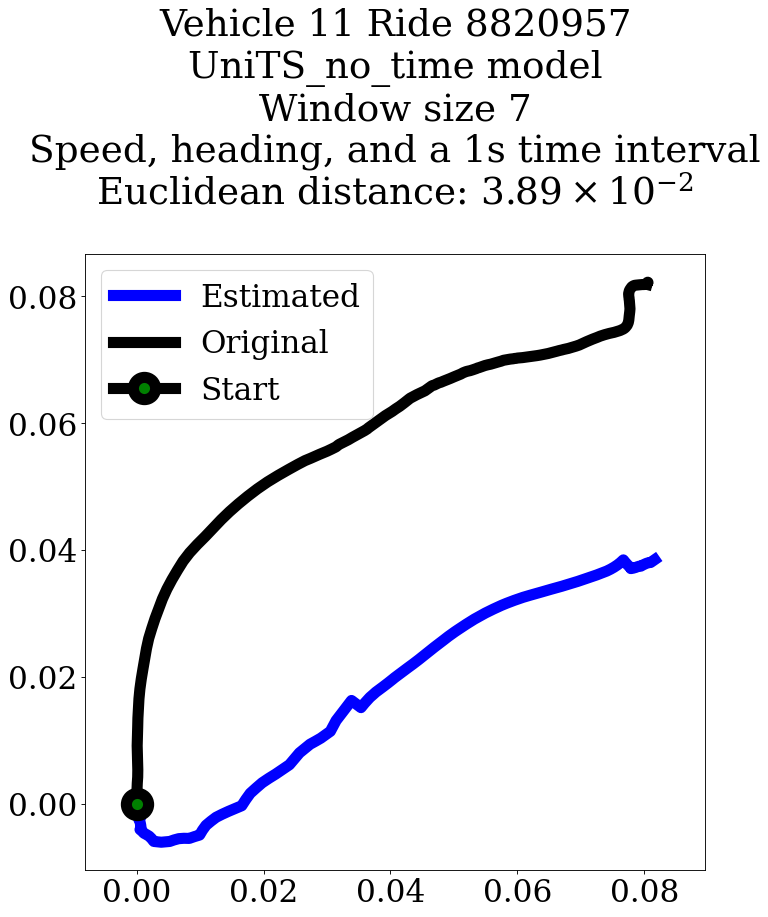 Vehicle 11 Ride 8820957
UniTS_no_time model
Window size 7
Speed, heading, and a 1s time interval
Euclidean distance: 3.89 × 10⁻²
Estimated
Original
Start
0.08
0.06
0.04
0.02
0.00
0.00 0.02 0.04 0.06 0.08